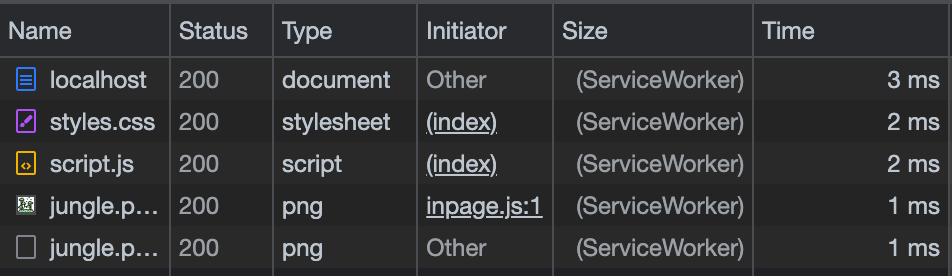 Name Status Type Initiator Size Time
localhost 200 document Other (ServiceWorker) 3 ms
styles.css 200 stylesheet (index) (ServiceWorker) 2 ms
script.js 200 script (index) (ServiceWorker) 2 ms
jungle.p... 200 png inpage.js:1 (ServiceWorker) 1 ms
jungle.p... 200 png Other (ServiceWorker) 1 ms